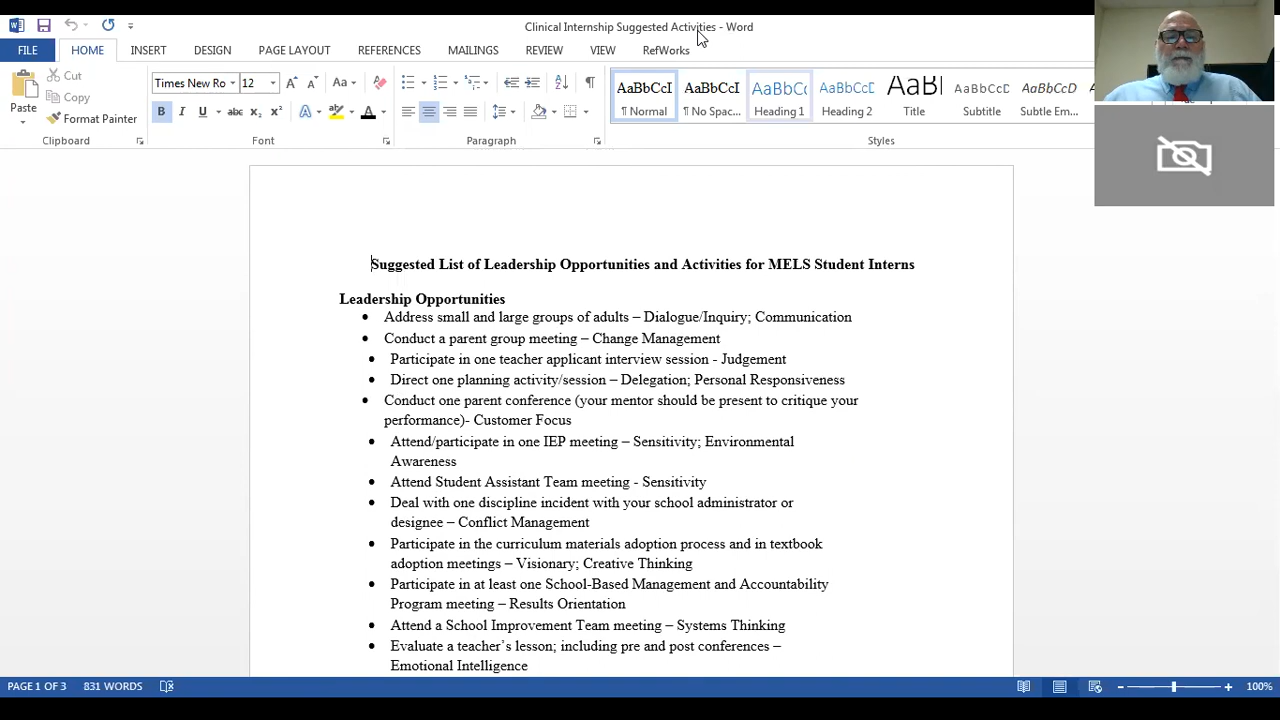 Clinical Internship Suggested Activities - Word
FILE HOME INSERT DESIGN PAGE LAYOUT REFERENCES MAILINGS REVIEW VIEW RefWorks
Cut
Copy
Format Painter
Paste
Clipboard
Times New Ro 12
Aa
B I U abc x₂ x² A A
Font
Paragraph
AaBbCcI AaBbCcI AaBbCc AaBbCcI AaBl AaBbCcD AaBbCcD
¶ Normal ¶ No Spac... Heading 1 Heading 2 Title Subtitle Subtle Em...
Styles
Suggested List of Leadership Opportunities and Activities for MELS Student Interns
Leadership Opportunities
• Address small and large groups of adults – Dialogue/Inquiry; Communication
• Conduct a parent group meeting – Change Management
• Participate in one teacher applicant interview session - Judgement
• Direct one planning activity/session – Delegation; Personal Responsiveness
• Conduct one parent conference (your mentor should be present to critique your
performance)- Customer Focus
• Attend/participate in one IEP meeting – Sensitivity; Environmental
Awareness
• Attend Student Assistant Team meeting - Sensitivity
• Deal with one discipline incident with your school administrator or
designee – Conflict Management
• Participate in the curriculum materials adoption process and in textbook
adoption meetings – Visionary; Creative Thinking
• Participate in at least one School-Based Management and Accountability
Program meeting – Results Orientation
• Attend a School Improvement Team meeting – Systems Thinking
• Evaluate a teacher’s lesson; including pre and post conferences –
Emotional Intelligence
PAGE 1 OF 3 831 WORDS 100%